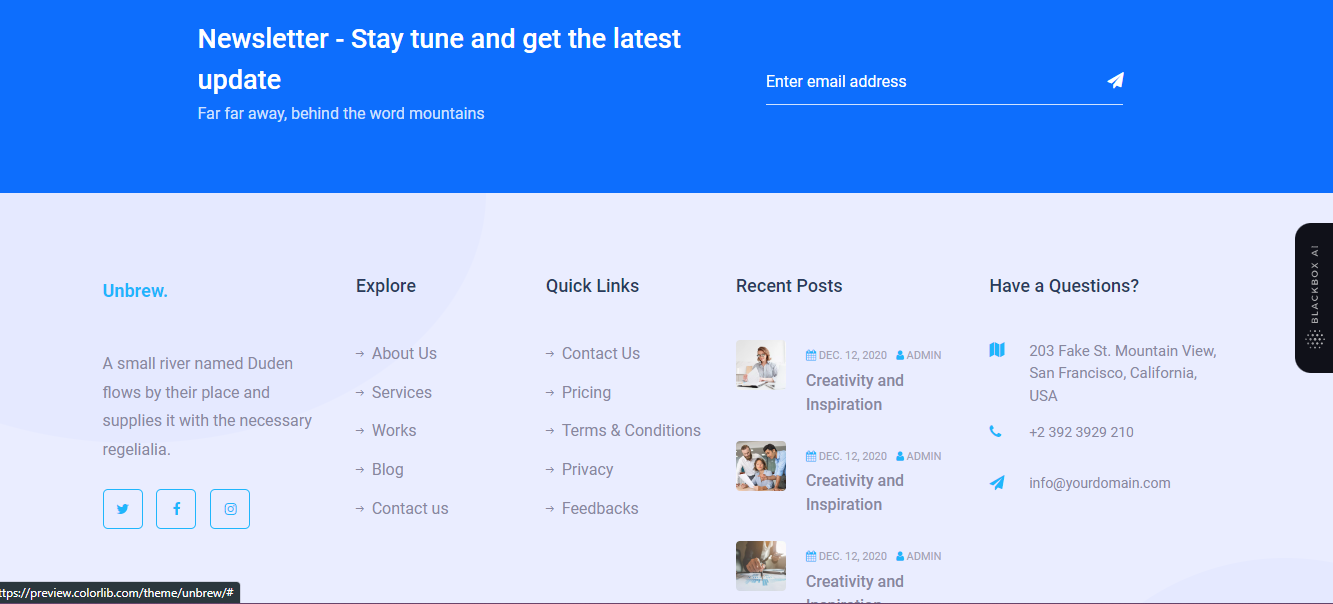 Newsletter - Stay tune and get the latest
update
Far far away, behind the word mountains
Enter email address
BLACKBOX AI
Unbrew.
A small river named Duden
flows by their place and
supplies it with the necessary
regelialia.
Explore
About Us
Services
Works
Blog
Contact us
Quick Links
Contact Us
Pricing
Terms & Conditions
Privacy
Feedbacks
Recent Posts
DEC. 12, 2020 ADMIN
Creativity and
Inspiration
DEC. 12, 2020 ADMIN
Creativity and
Inspiration
DEC. 12, 2020 ADMIN
Creativity and
Inspiration
Have a Questions?
203 Fake St. Mountain View,
San Francisco, California,
USA
+2 392 3929 210
info@yourdomain.com
ttps://preview.colorlib.com/theme/unbrew/#